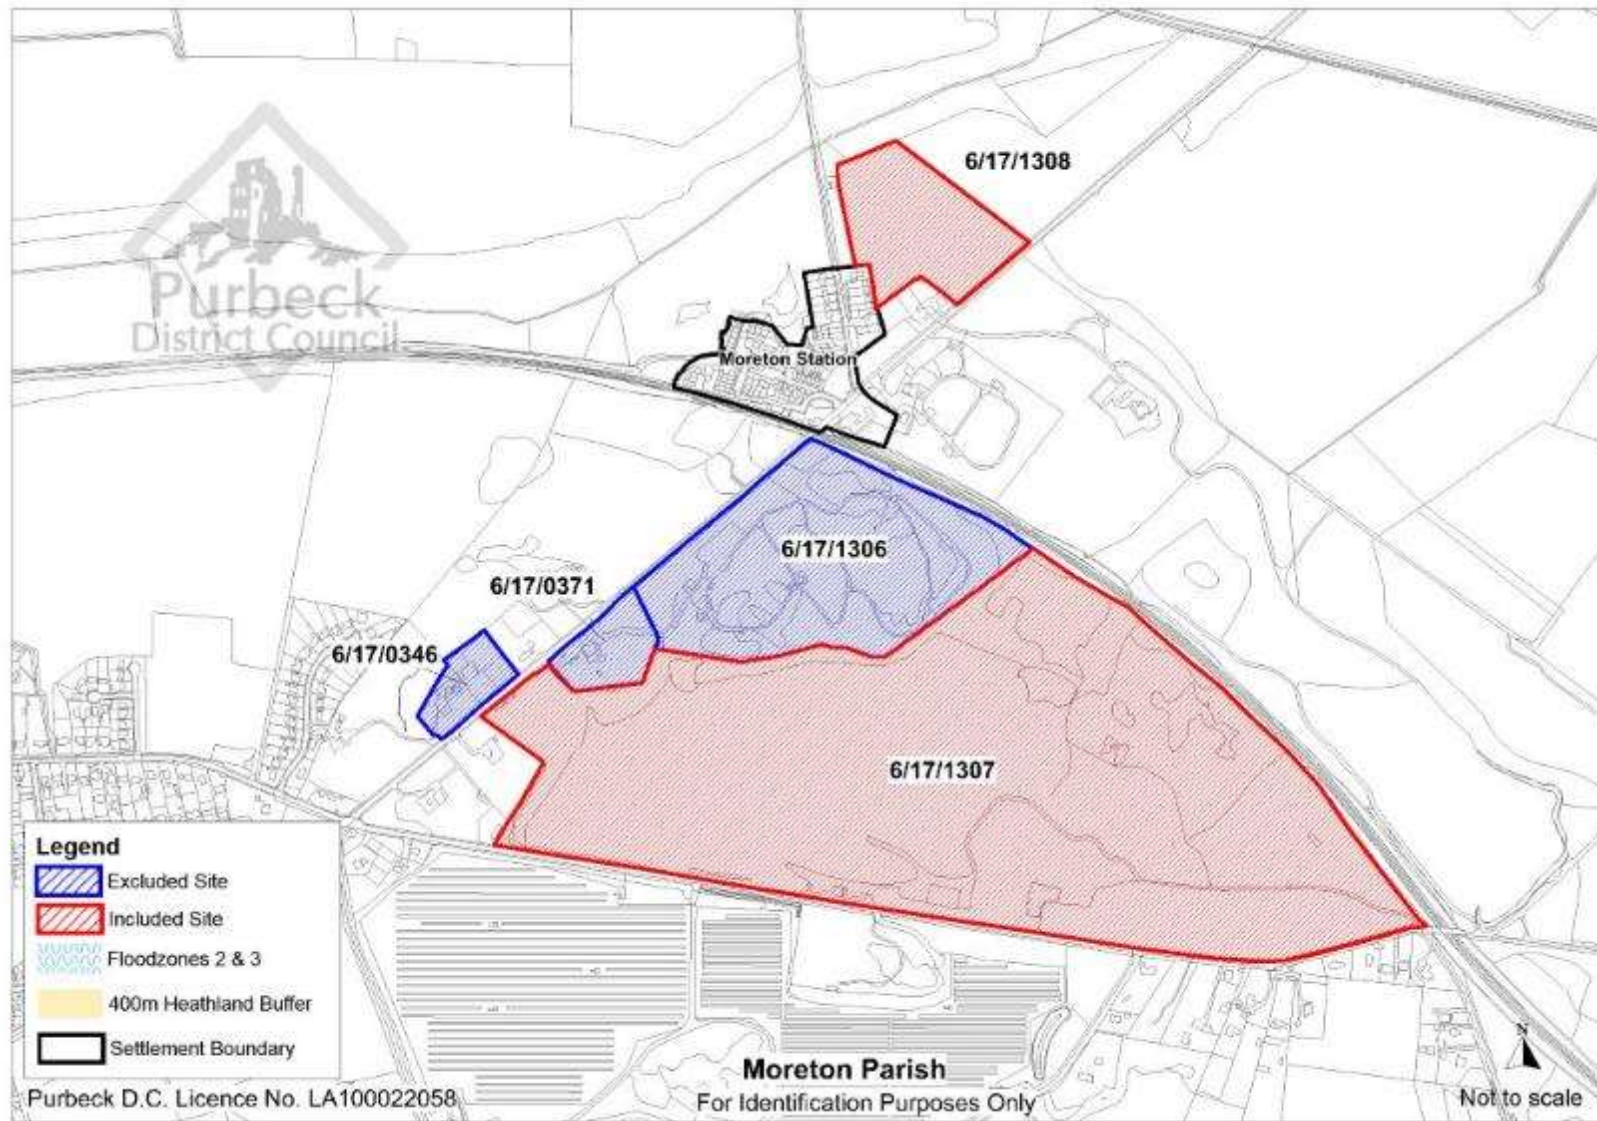 6/17/1308
Purbeck
District Council
Moreton Station
6/17/1306
6/17/0371
6/17/0346
6/17/1307
Legend
Excluded Site
Included Site
Floodzones 2 & 3
400m Heathland Buffer
Settlement Boundary
Purbeck D.C. Licence No. LA100022058
Moreton Parish
For Identification Purposes Only
N
Not to scale